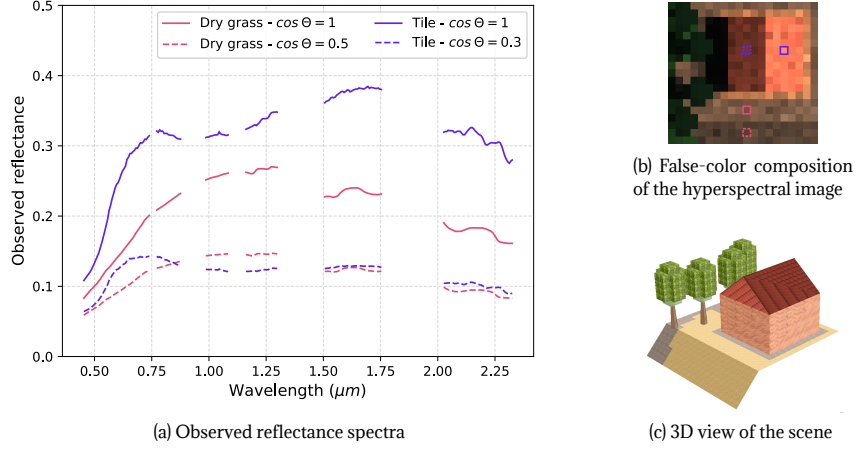 0.5
0.4
0.3
0.2
0.1
0.0
Observed reflectance
Dry grass - cos Θ = 1
Dry grass - cos Θ = 0.5
Tile - cos Θ = 1
Tile - cos Θ = 0.3
0.50 0.75 1.00 1.25 1.50 1.75 2.00 2.25
Wavelength (μm)
(a) Observed reflectance spectra
(b) False-color composition
of the hyperspectral image
(c) 3D view of the scene